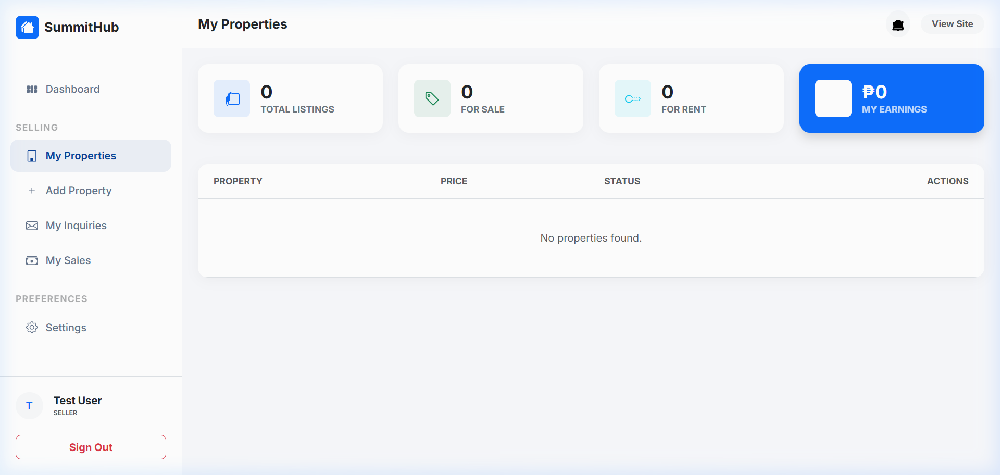 SummitHub
Dashboard
SELLING
My Properties
Add Property
My Inquiries
My Sales
PREFERENCES
Settings
T
Test User
SELLER
Sign Out
My Properties
View Site
0
TOTAL LISTINGS
0
FOR SALE
0
FOR RENT
₱0
MY EARNINGS
PROPERTY PRICE STATUS ACTIONS
No properties found.